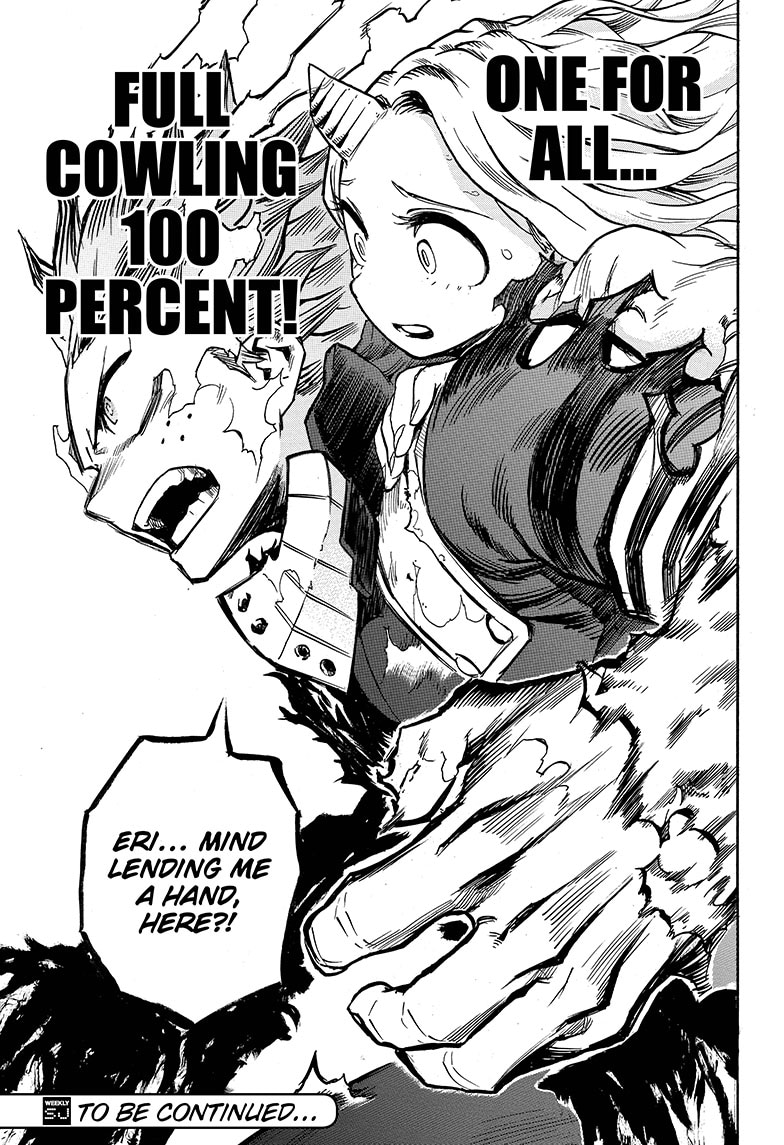 ONE FOR
ALL...
FULL
COWLING
100
PERCENT!
ERI... MIND
LENDING ME
A HAND,
HERE?!
WEEKLY
SJ
TO BE CONTINUED...